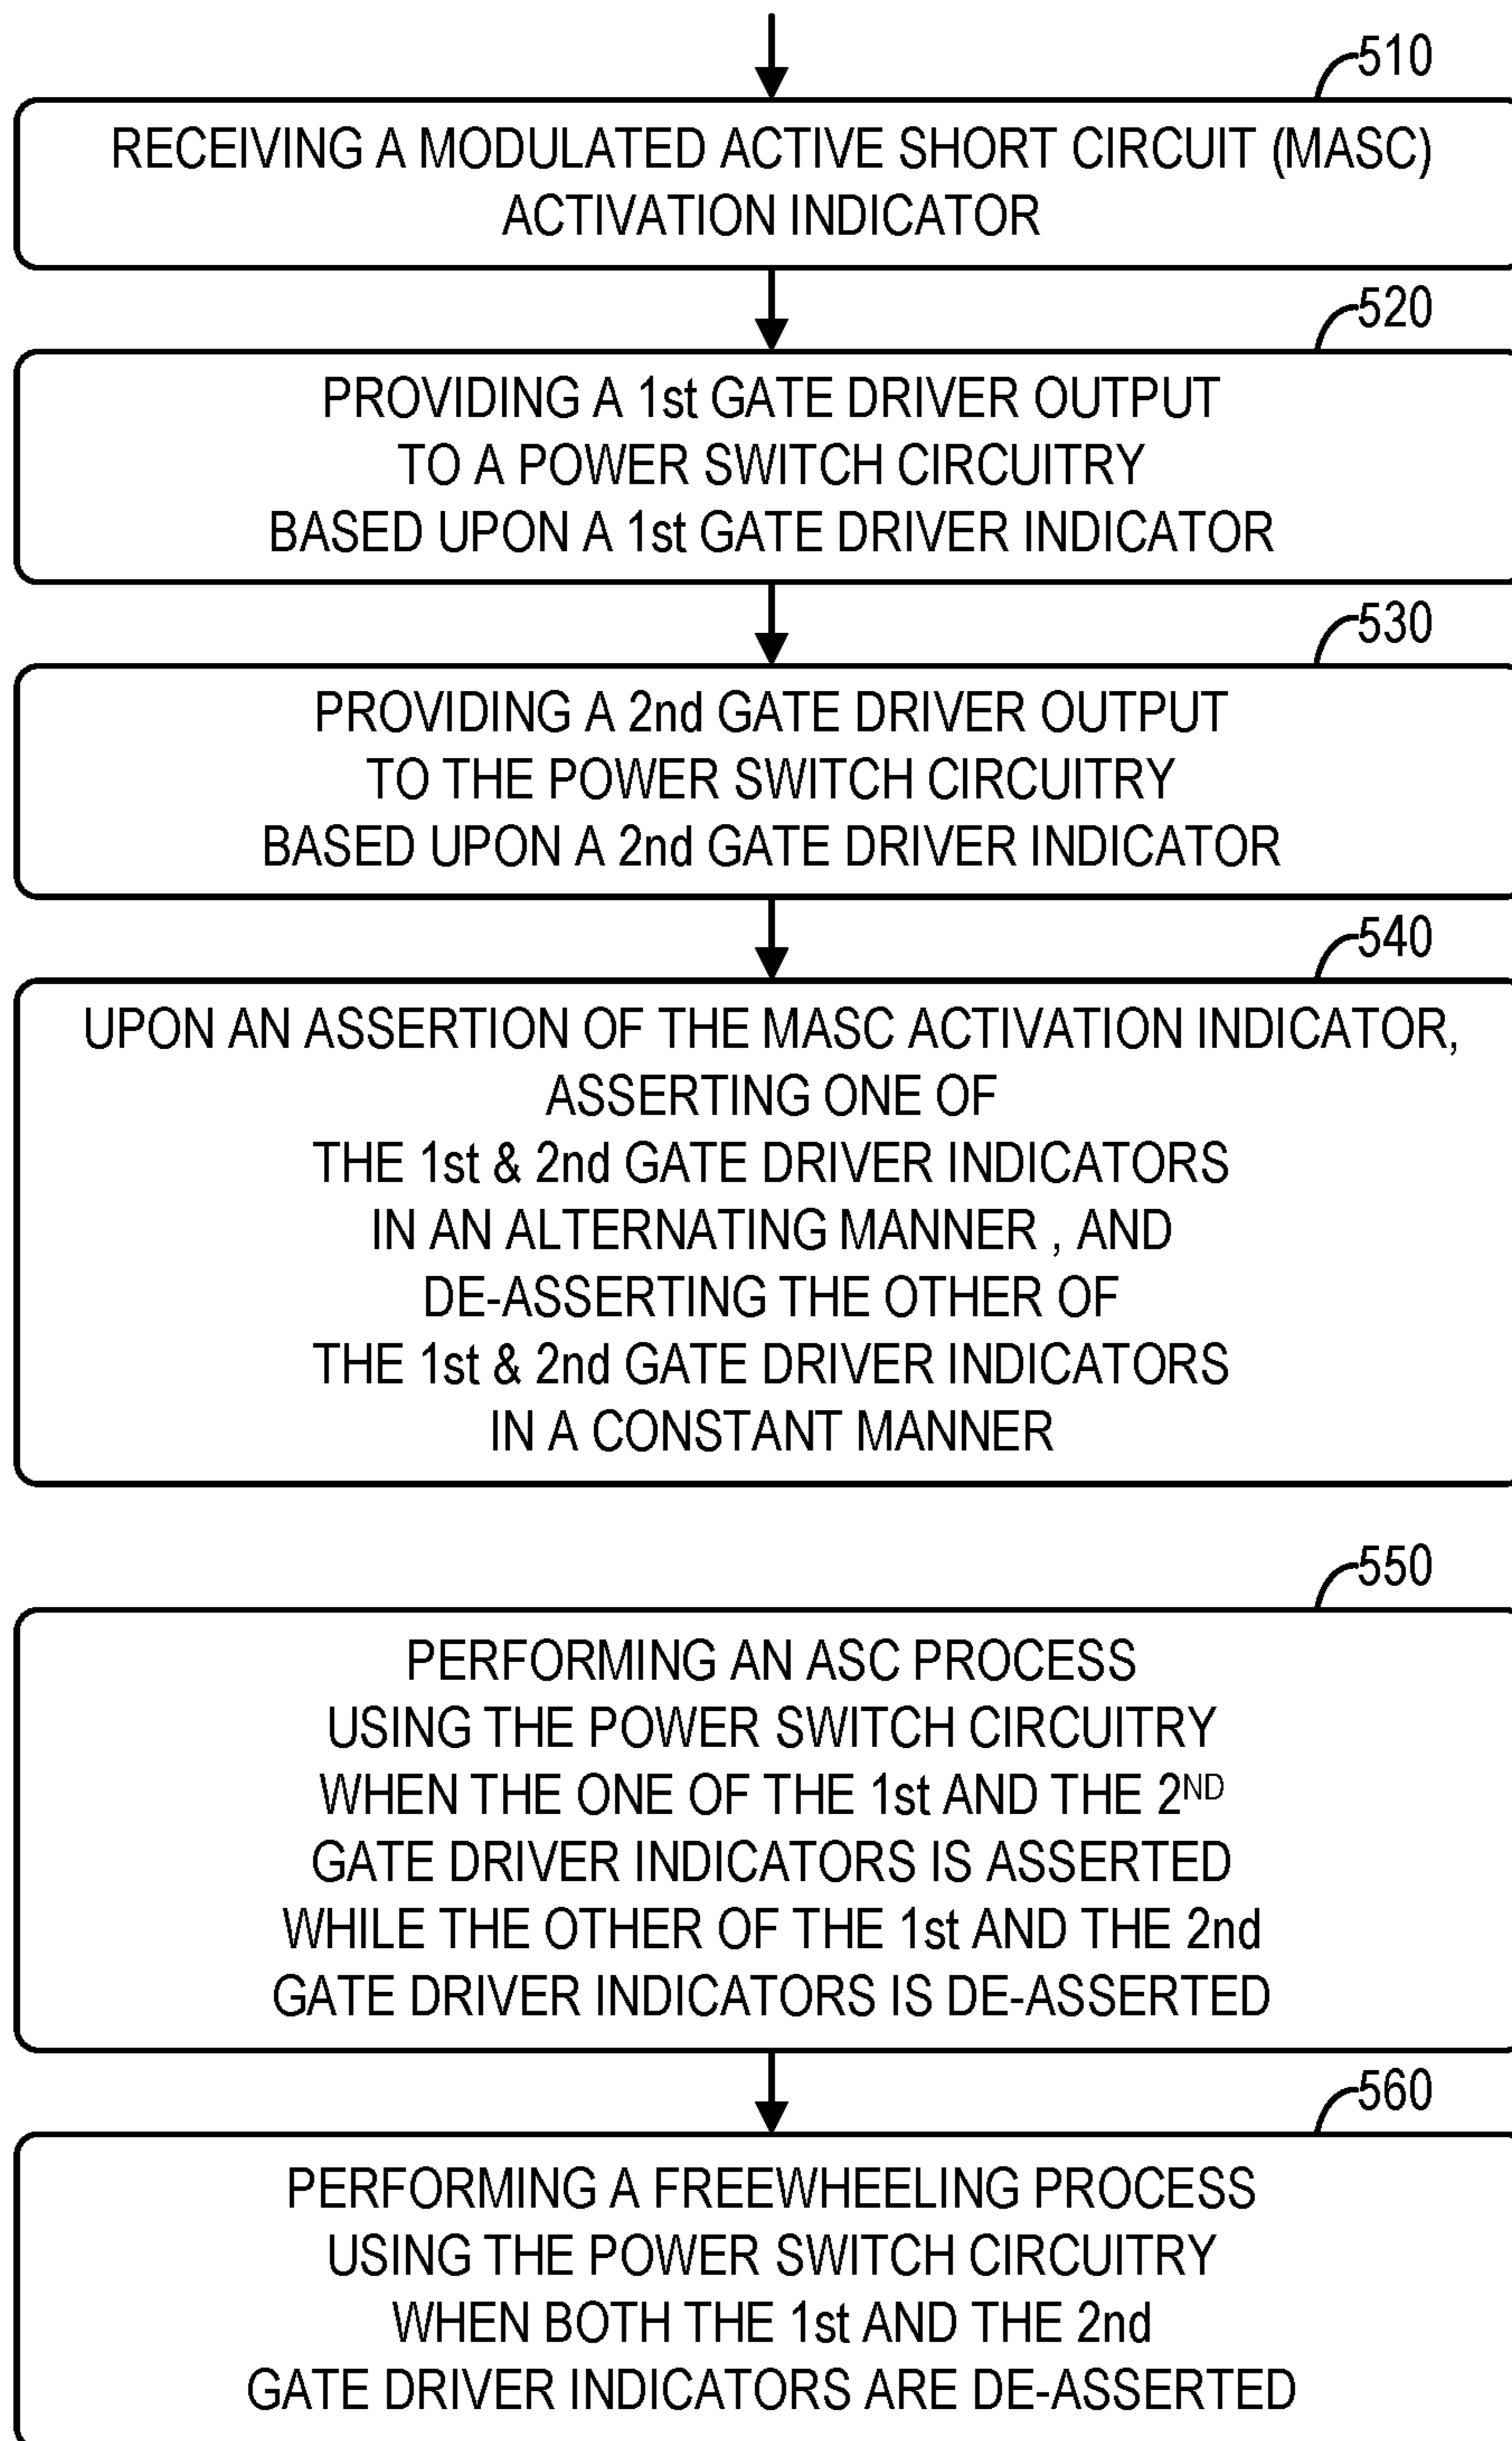 510
RECEIVING A MODULATED ACTIVE SHORT CIRCUIT (MASC)
ACTIVATION INDICATOR
520
PROVIDING A 1st GATE DRIVER OUTPUT
TO A POWER SWITCH CIRCUITRY
BASED UPON A 1st GATE DRIVER INDICATOR
530
PROVIDING A 2nd GATE DRIVER OUTPUT
TO THE POWER SWITCH CIRCUITRY
BASED UPON A 2nd GATE DRIVER INDICATOR
540
UPON AN ASSERTION OF THE MASC ACTIVATION INDICATOR,
ASSERTING ONE OF
THE 1st & 2nd GATE DRIVER INDICATORS
IN AN ALTERNATING MANNER , AND
DE-ASSERTING THE OTHER OF
THE 1st & 2nd GATE DRIVER INDICATORS
IN A CONSTANT MANNER
550
PERFORMING AN ASC PROCESS
USING THE POWER SWITCH CIRCUITRY
WHEN THE ONE OF THE 1st AND THE 2ND
GATE DRIVER INDICATORS IS ASSERTED
WHILE THE OTHER OF THE 1st AND THE 2nd
GATE DRIVER INDICATORS IS DE-ASSERTED
560
PERFORMING A FREEWHEELING PROCESS
USING THE POWER SWITCH CIRCUITRY
WHEN BOTH THE 1st AND THE 2nd
GATE DRIVER INDICATORS ARE DE-ASSERTED